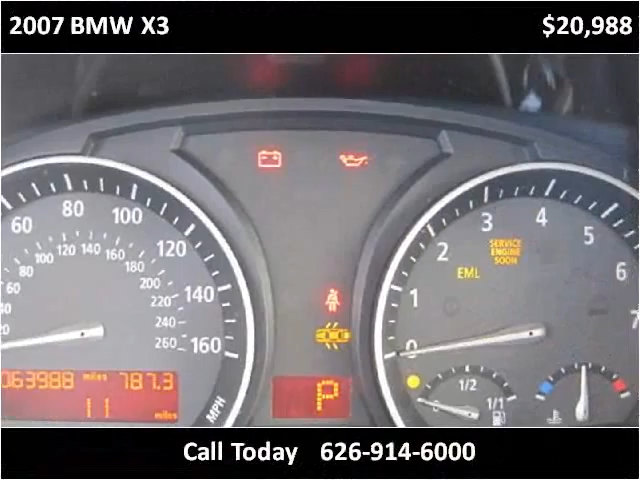 2007 BMW X3 $20,988
60 80 100 120 140 160
40 60 80 100 120 140 160 180 200 220 240 260
MPH
063988 miles 787.3
11 miles
P
SERVICE
ENGINE
SOON
EML
0 1 2 3 4 5 6 7
1/2
1/1
Call Today 626-914-6000